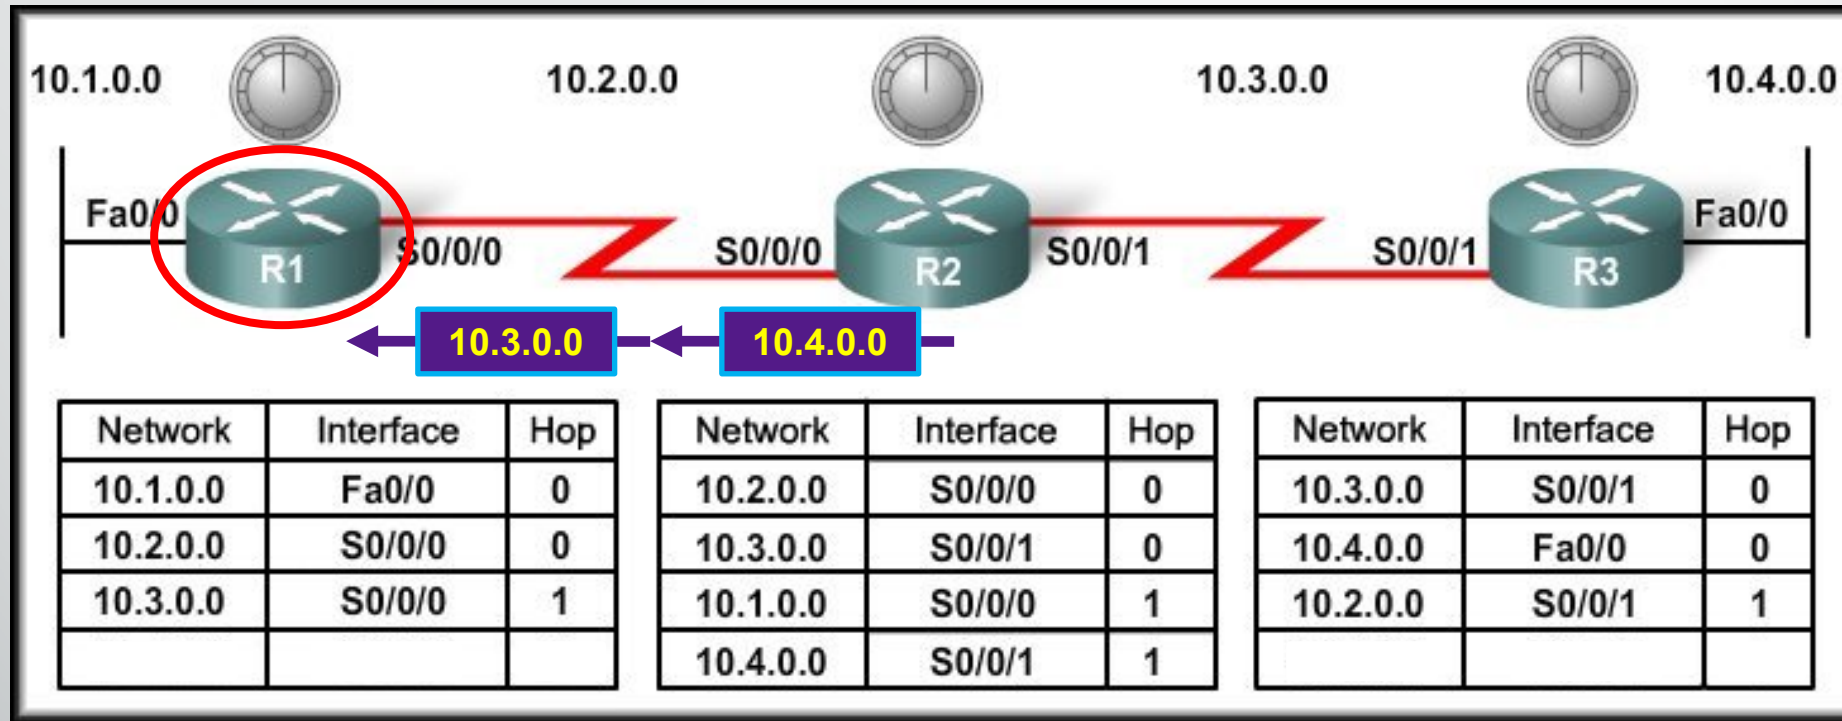 10.1.0.0 10.2.0.0 10.3.0.0 10.4.0.0
Fa0/0 S0/0/0 S0/0/0 S0/0/1 S0/0/1 Fa0/0
R1 R2 R3
10.3.0.0 10.4.0.0
Network Interface Hop
10.1.0.0 Fa0/0 0
10.2.0.0 S0/0/0 0
10.3.0.0 S0/0/0 1
Network Interface Hop
10.2.0.0 S0/0/0 0
10.3.0.0 S0/0/1 0
10.1.0.0 S0/0/0 1
10.4.0.0 S0/0/1 1
Network Interface Hop
10.3.0.0 S0/0/1 0
10.4.0.0 Fa0/0 0
10.2.0.0 S0/0/1 1